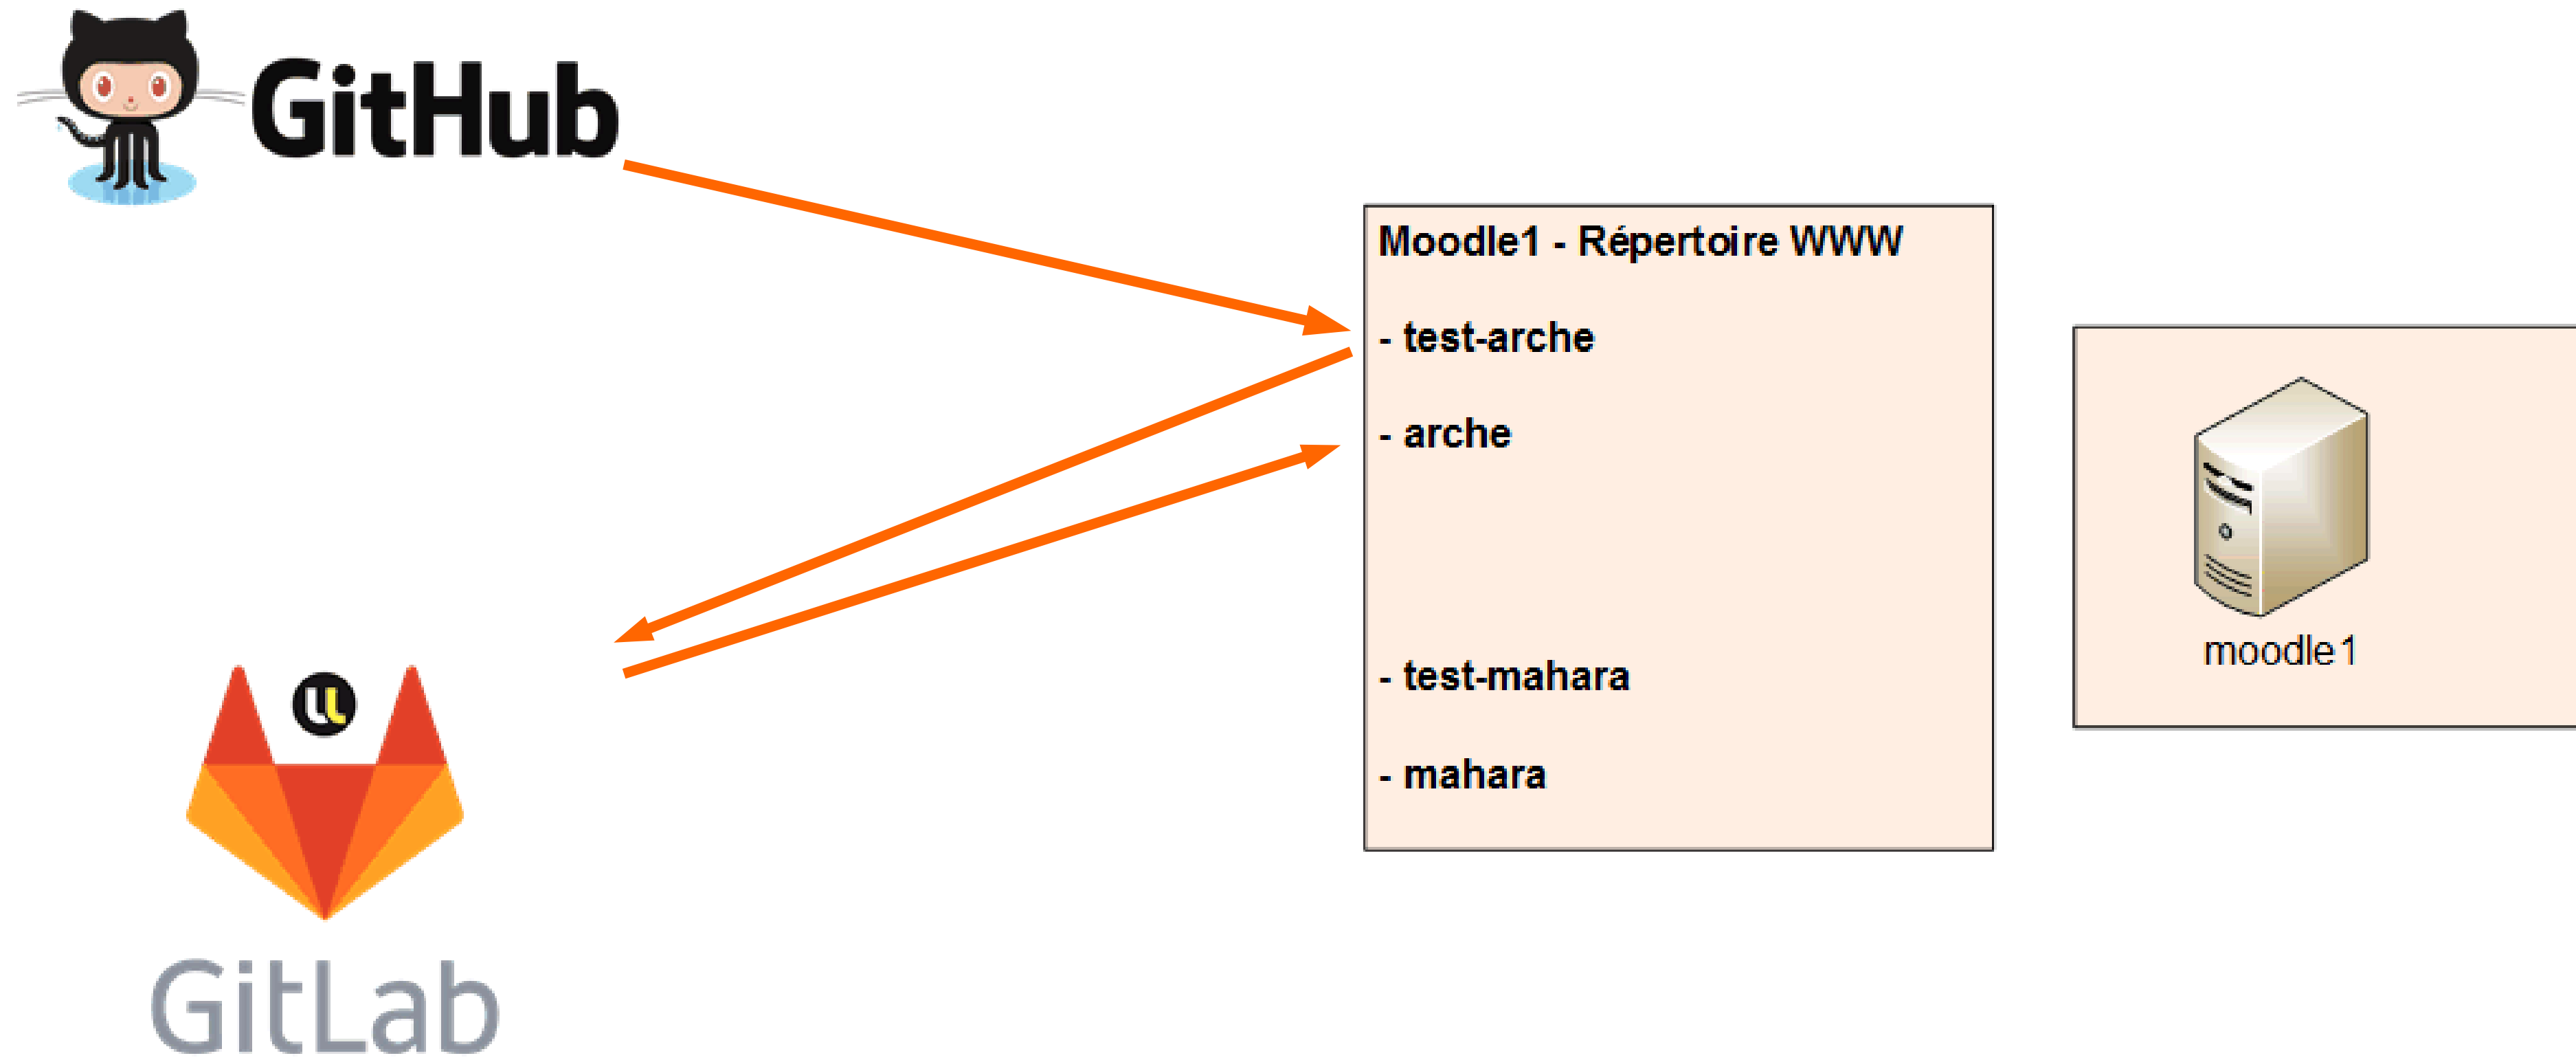 GitHub
Moodle1 - Répertoire WWW
- test-arche
- arche
- test-mahara
- mahara
moodle1
GitLab